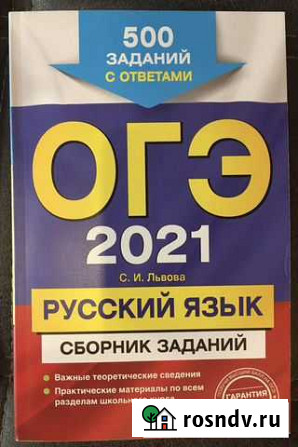 500
ЗАДАНИЙ
С ОТВЕТАМИ
ОГЭ
2021
С. И. Львова
РУССКИЙ ЯЗЫК
СБОРНИК ЗАДАНИЙ
• Важные теоретические сведения
• Практические материалы по всем
разделам школьного курса
ГАРАНТИЯ
rosndv.ru